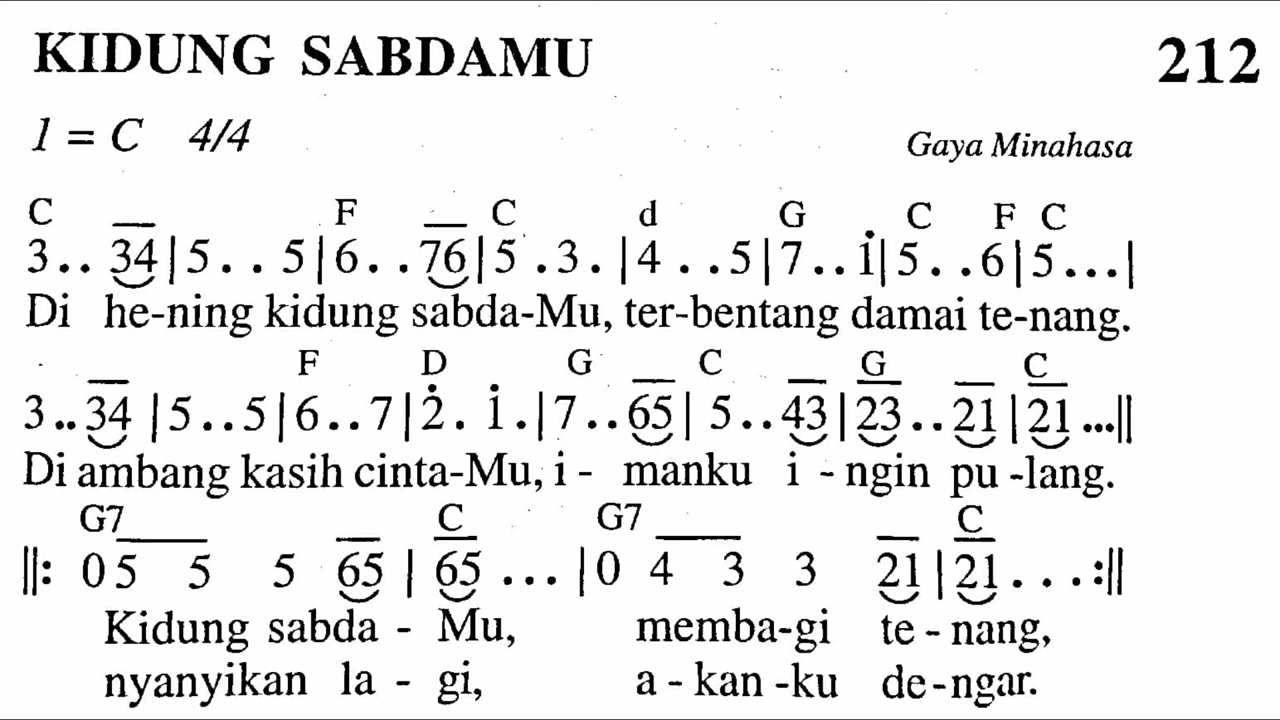 KIDUNG SABDAMU 212
1 = C 4/4 Gaya Minahasa
C F C d G C F C
3 . . 34 | 5 . . 5 | 6 . . 76 | 5 . 3 . | 4 . . 5 | 7 . . i | 5 . . 6 | 5 . . . |
Di he-ning kidung sabda-Mu, ter-bentang damai te-nang.
F D G C G C
3 . . 34 | 5 . . 5 | 6 . . 7 | 2̇ . i . | 7 . . 65 | 5 . . 43 | 23 . . 21 | 21 ... ||
Di ambang kasih cinta-Mu, i - manku i - ngin pu -lang.
G7 C G7 C
||: 0 5 5 5 65 | 65 . . . | 0 4 3 3 21 | 21 . . . :||
Kidung sabda - Mu, memba-gi te - nang,
nyanyikan la - gi, a - kan -ku de -ngar.